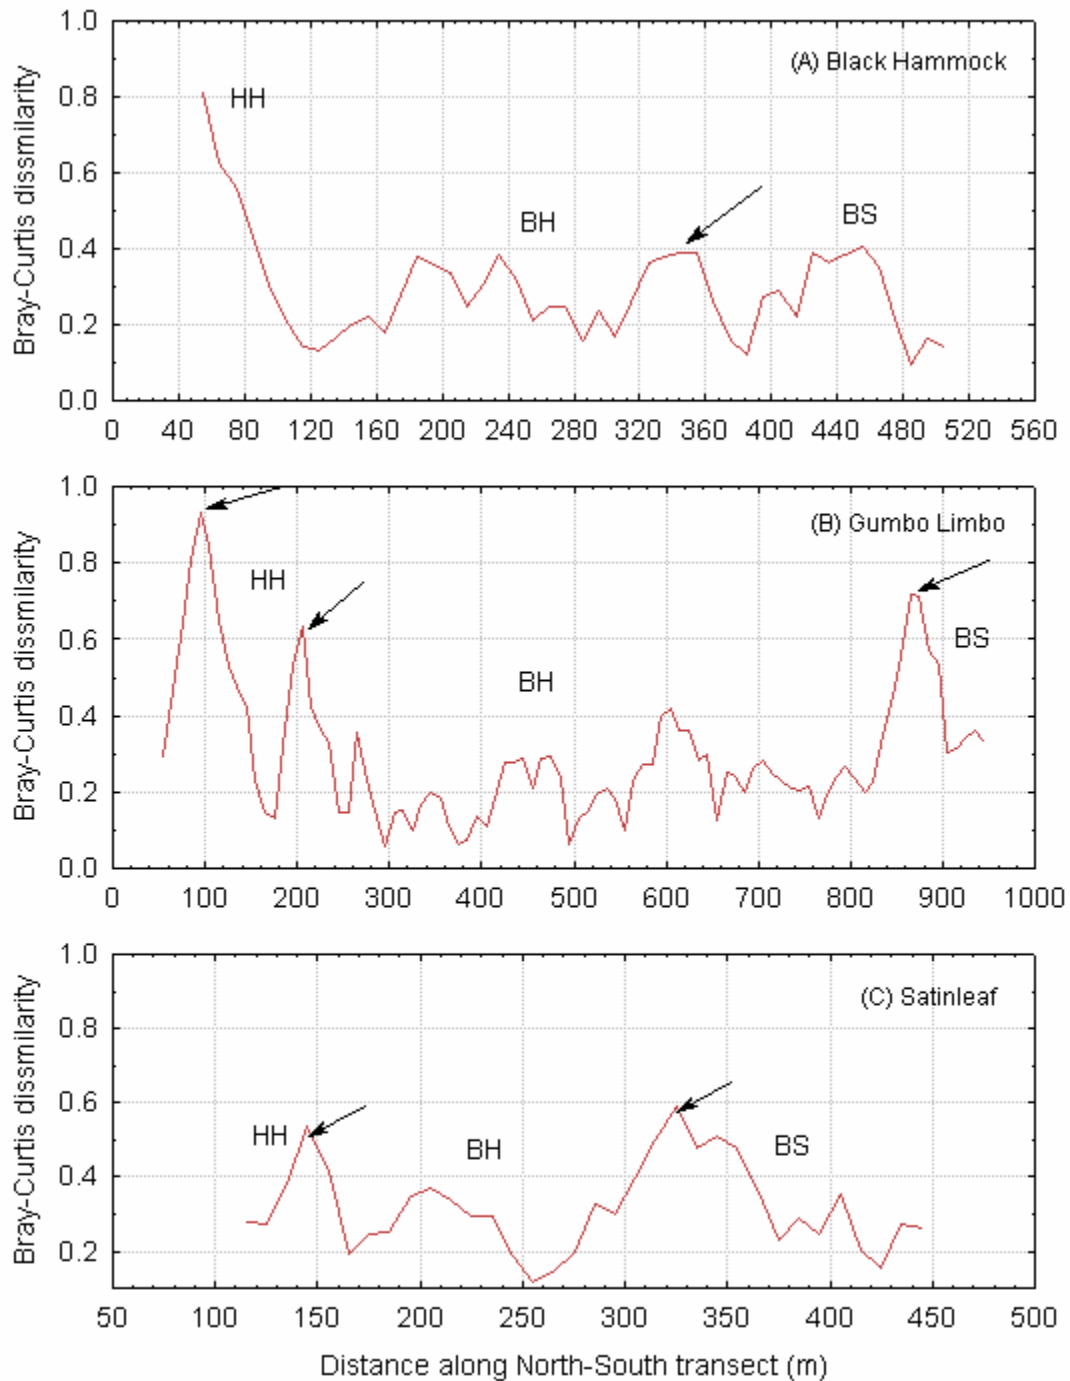 Bray-Curtis dissmilarity
1.0
0.8
0.6
0.4
0.2
0.0
(A) Black Hammock
HH
BH
BS
0 40 80 120 160 200 240 280 320 360 400 440 480 520 560
Bray-Curtis dissmilarity
1.0
0.8
0.6
0.4
0.2
0.0
(B) Gumbo Limbo
HH
BH
BS
0 100 200 300 400 500 600 700 800 900 1000
Bray-Curtis dissmilarity
1.0
0.8
0.6
0.4
0.2
(C) Satinleaf
HH
BH
BS
50 100 150 200 250 300 350 400 450 500
Distance along North-South transect (m)